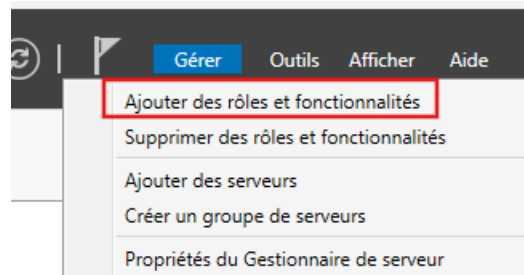 Gérer Outils Afficher Aide
Ajouter des rôles et fonctionnalités
Supprimer des rôles et fonctionnalités
Ajouter des serveurs
Créer un groupe de serveurs
Propriétés du Gestionnaire de serveur